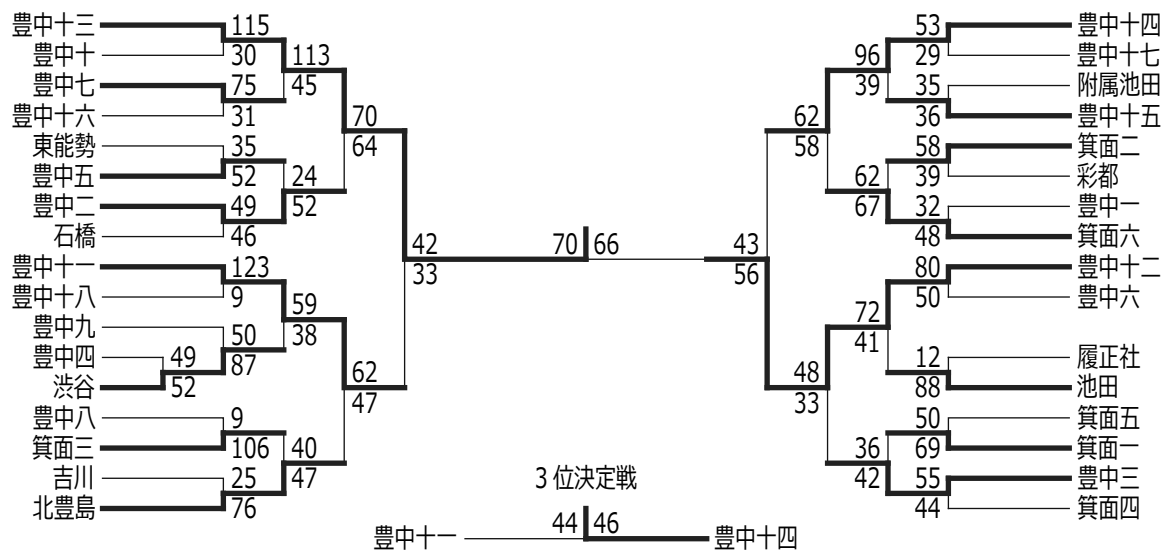 豊中十三 115 53 豊中十四
豊中十 30 113 96 29 豊中十七
豊中七 75 45 39 35 附属池田
豊中十六 31 70 62 36 豊中十五
東能勢 35 64 58 58 箕面二
豊中五 52 24 62 39 彩都
豊中二 49 52 67 32 豊中一
石橋 46 42 70 66 43 48 箕面六
豊中十一 123 33 56 80 豊中十二
豊中十八 9 59 72 50 豊中六
豊中九 50 38 41
豊中四 49 87 12 履正社
渋谷 52 62 48 88 池田
豊中八 9 47 33 50 箕面五
箕面三 106 40 36 69 箕面一
吉川 25 47 3位決定戦 42 55 豊中三
北豊島 76 44 箕面四
豊中十一 44 46 豊中十四